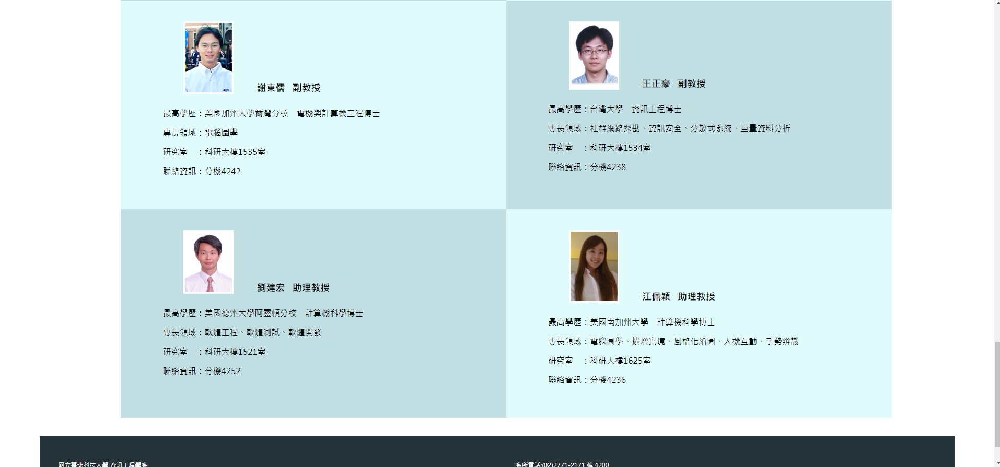 謝東儒 副教授
最高學歷：美國加州大學爾灣分校 電機與計算機工程博士
專長領域：電腦圖學
研究室 ：科研大樓1535室
聯絡資訊：分機4242
王正豪 副教授
最高學歷：台灣大學 資訊工程博士
專長領域：社群網路探勘、資訊安全、分散式系統、巨量資料分析
研究室 ：科研大樓1534室
聯絡資訊：分機4238
劉建宏 助理教授
最高學歷：美國德州大學阿靈頓分校 計算機科學博士
專長領域：軟體工程、軟體測試、軟體開發
研究室 ：科研大樓1521室
聯絡資訊：分機4252
江佩穎 助理教授
最高學歷：美國南加州大學 計算機科學博士
專長領域：電腦圖學、擴增實境、風格化繪圖、人機互動、手勢辨識
研究室 ：科研大樓1625室
聯絡資訊：分機4236
國立臺北科技大學 資訊工程學系
系所電話:(02)2771-2171 轉 4200